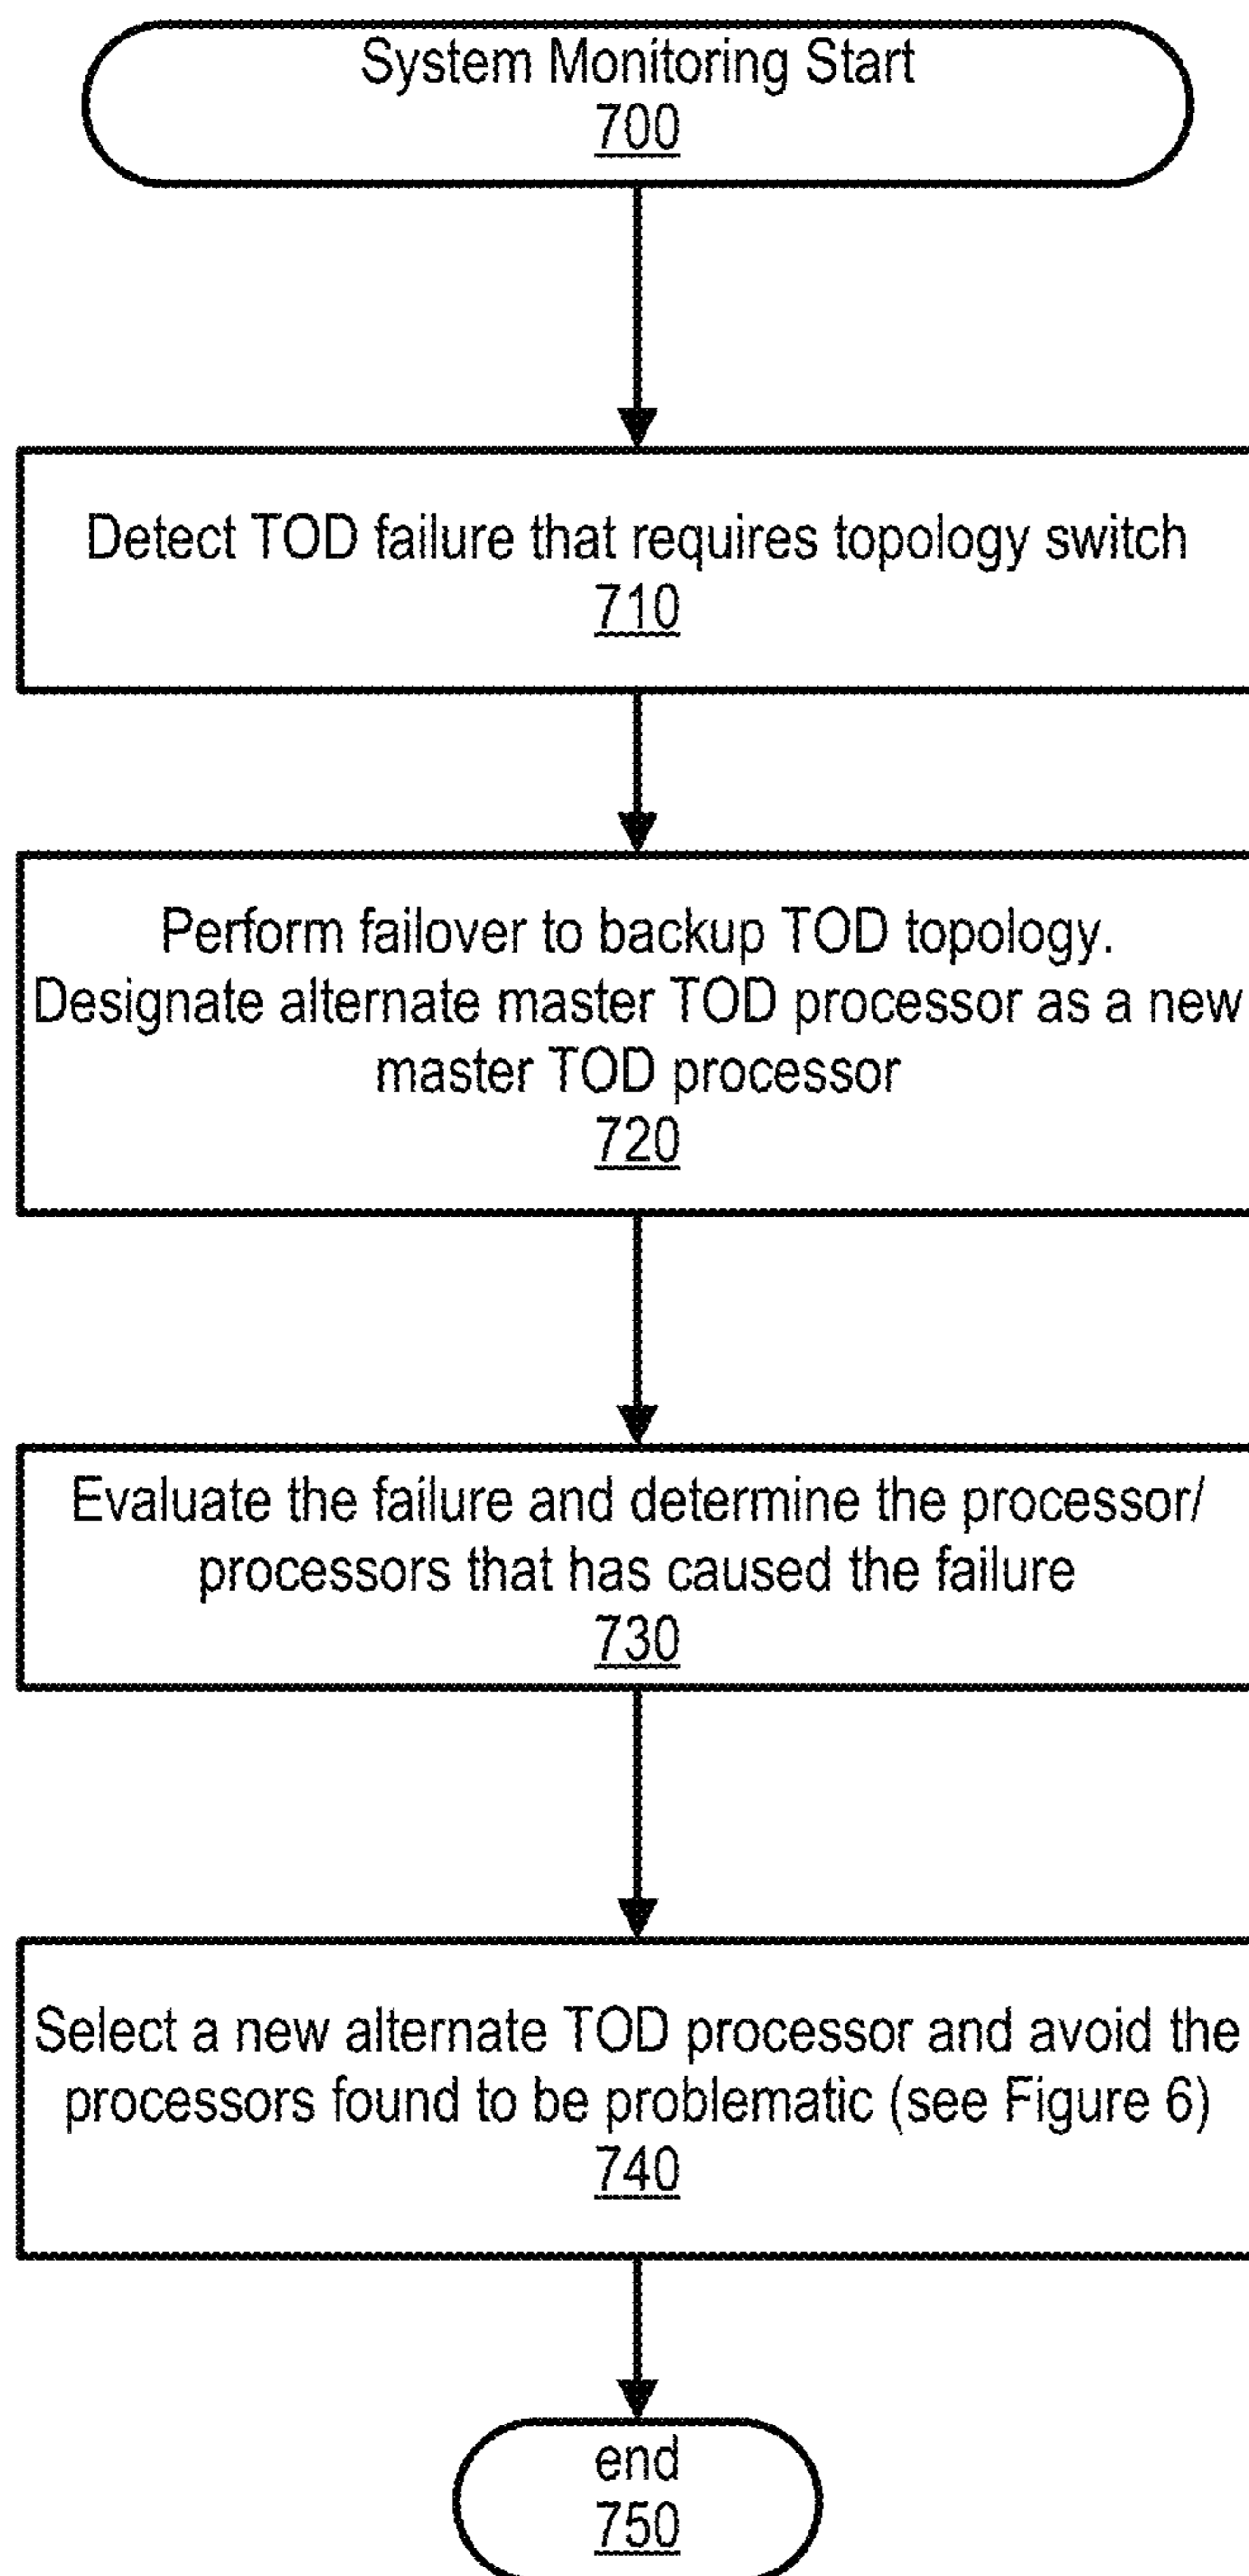 System Monitoring Start
700
Detect TOD failure that requires topology switch
710
Perform failover to backup TOD topology.
Designate alternate master TOD processor as a new
master TOD processor
720
Evaluate the failure and determine the processor/
processors that has caused the failure
730
Select a new alternate TOD processor and avoid the
processors found to be problematic (see Figure 6)
740
end
750